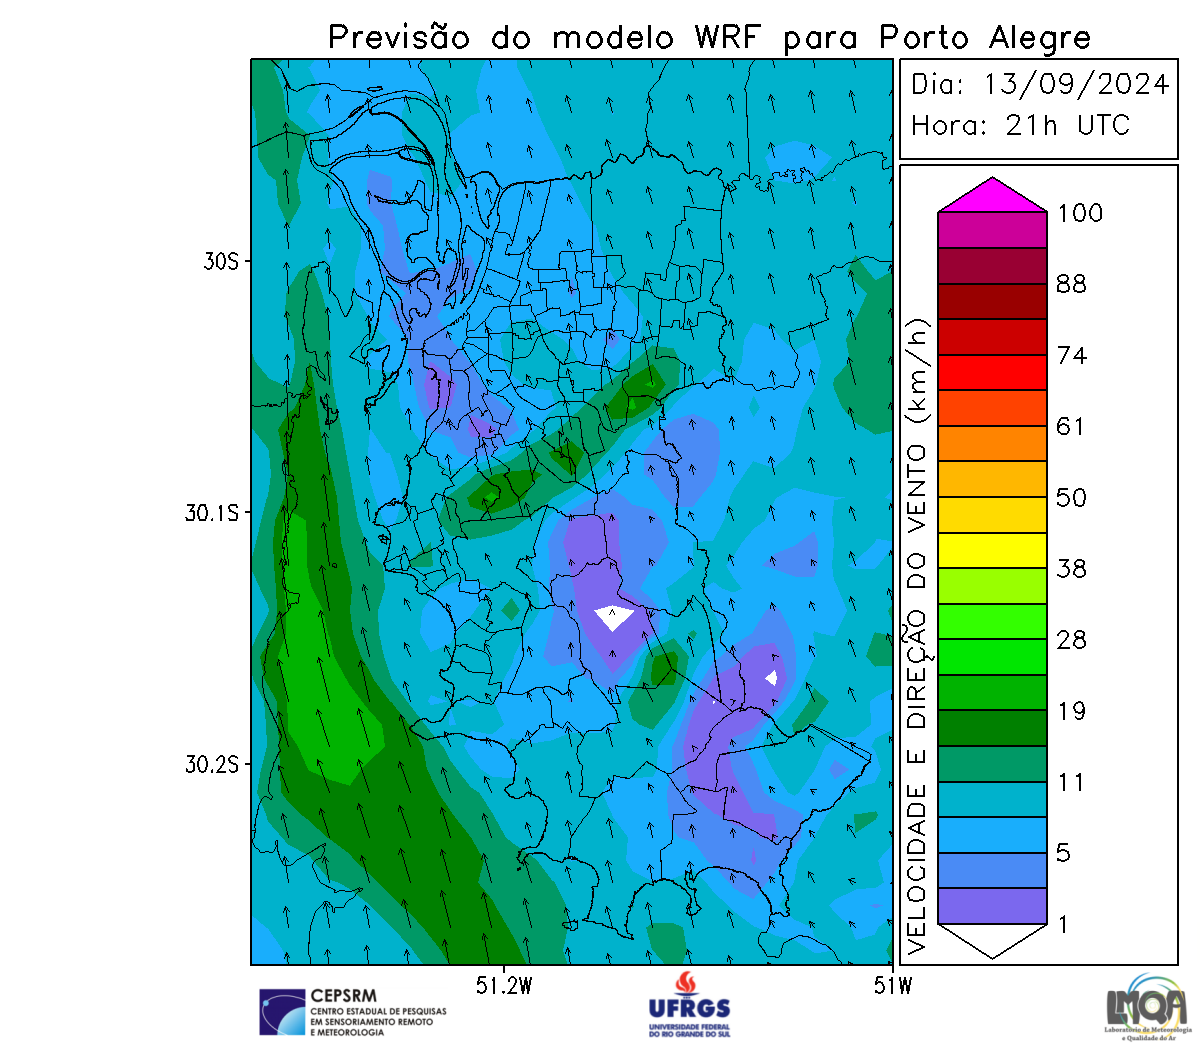 Previsão do modelo WRF para Porto Alegre
Dia: 13/09/2024
Hora: 21h UTC
VELOCIDADE E DIREÇÃO DO VENTO (km/h)
100
88
74
61
50
38
28
19
11
5
1
30S
30.1S
30.2S
51.2W
51W
CEPSRM
CENTRO ESTADUAL DE PESQUISAS
EM SENSORIAMENTO REMOTO
E METEOROLOGIA
UFRGS
UNIVERSIDADE FEDERAL
DO RIO GRANDE DO SUL
LMQA
Laboratório de Meteorologia
e Qualidade do Ar